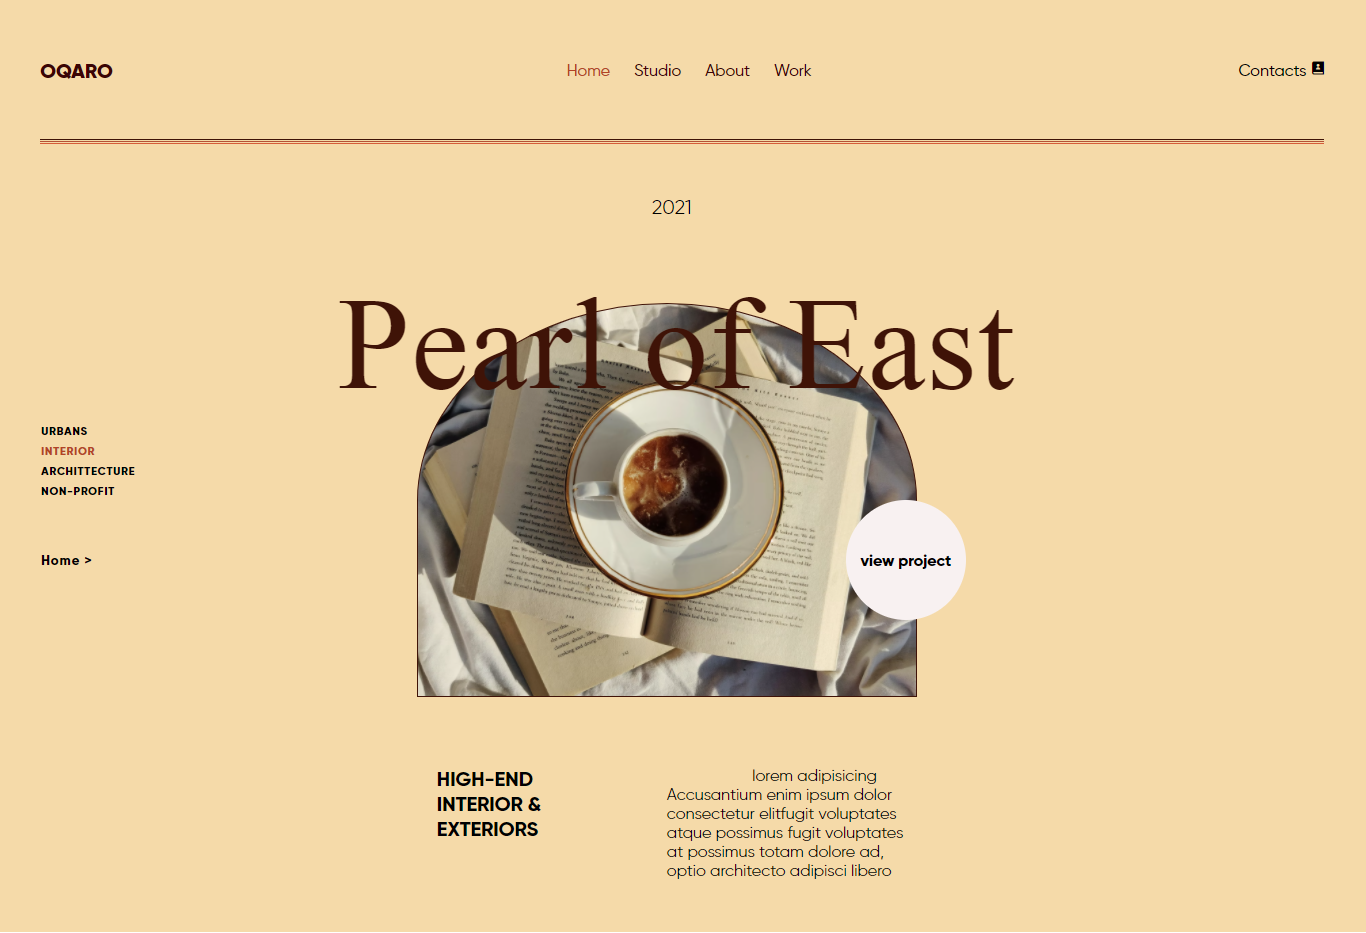 OQARO
Home Studio About Work
Contacts
2021
Pearl of East
URBANS
INTERIOR
ARCHITTECTURE
NON-PROFIT
Home >
view project
HIGH-END
INTERIOR &
EXTERIORS
lorem adipisicing
Accusantium enim ipsum dolor
consectetur elitfugit voluptates
atque possimus fugit voluptates
at possimus totam dolore ad,
optio architecto adipisci libero